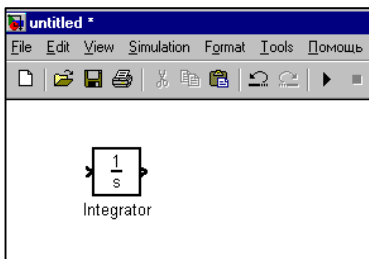 untitled *
File Edit View Simulation Format Tools Помощь
1
s
Integrator